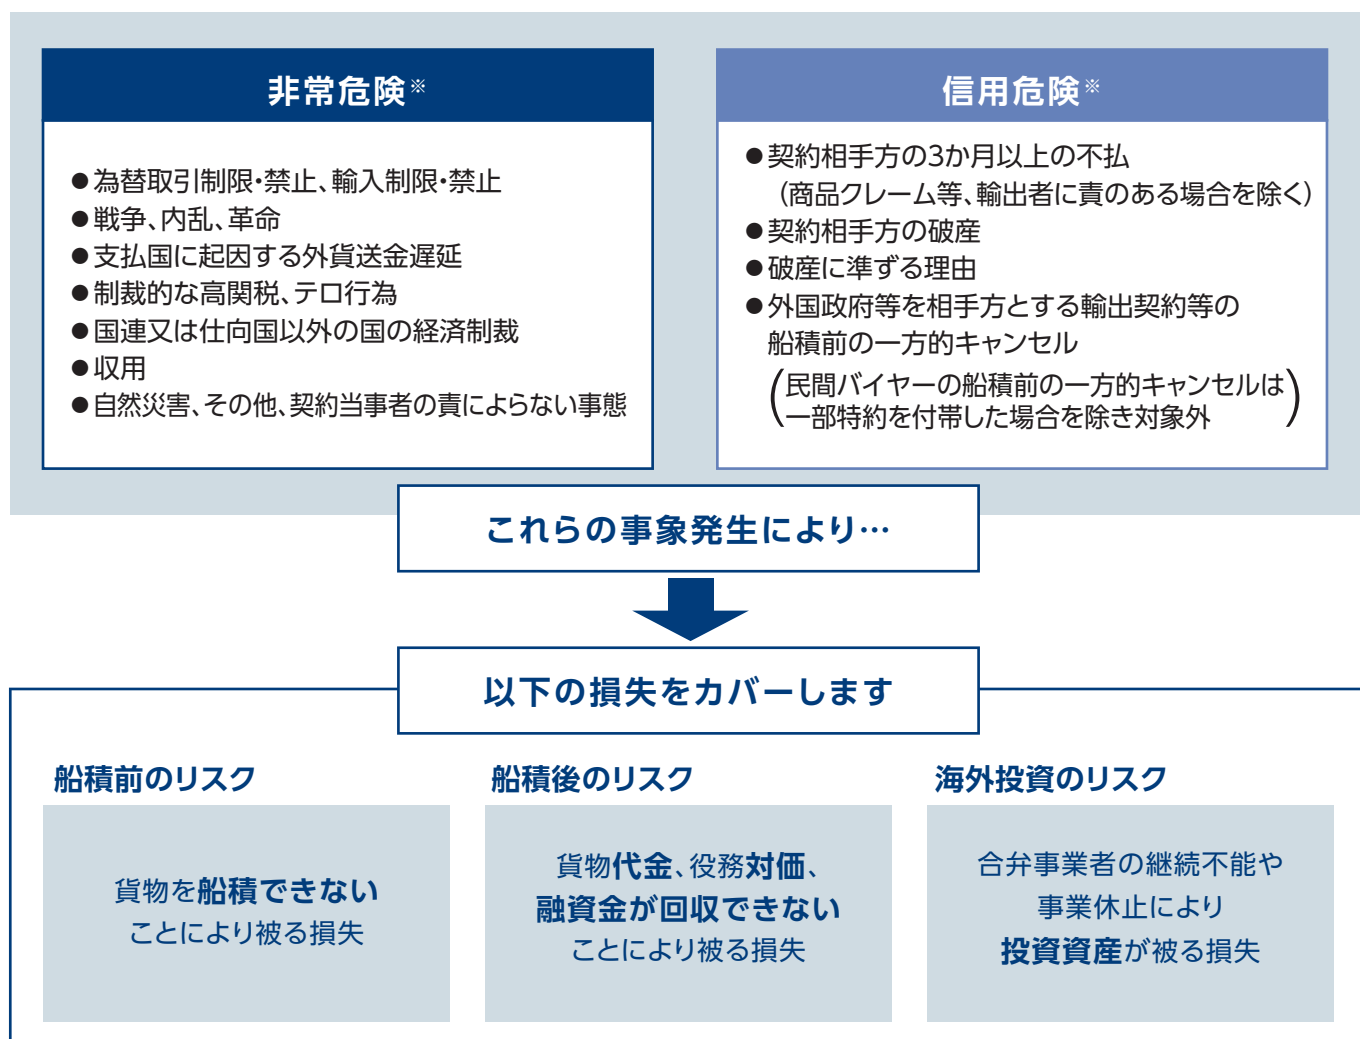 非常危険※
●為替取引制限・禁止、輸入制限・禁止
●戦争、内乱、革命
●支払国に起因する外貨送金遅延
●制裁的な高関税、テロ行為
●国連又は仕向国以外の国の経済制裁
●収用
●自然災害、その他、契約当事者の責によらない事態
信用危険※
●契約相手方の3か月以上の不払
（商品クレーム等、輸出者に責のある場合を除く）
●契約相手方の破産
●破産に準ずる理由
●外国政府等を相手方とする輸出契約等の
船積前の一方的キャンセル
（民間バイヤーの船積前の一方的キャンセルは
一部特約を付帯した場合を除き対象外）
これらの事象発生により…
以下の損失をカバーします
船積前のリスク
貨物を船積できない
ことにより被る損失
船積後のリスク
貨物代金、役務対価、
融資金が回収できない
ことにより被る損失
海外投資のリスク
合弁事業者の継続不能や
事業休止により
投資資産が被る損失